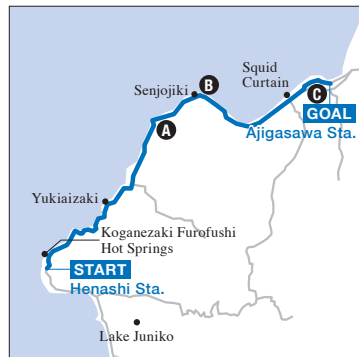 Squid
Curtain
Senjojiki
B
C
GOAL
Ajigasawa Sta.
A
Yukiaizaki
Koganezaki Furofushi
Hot Springs
START
Henashi Sta.
Lake Juniko